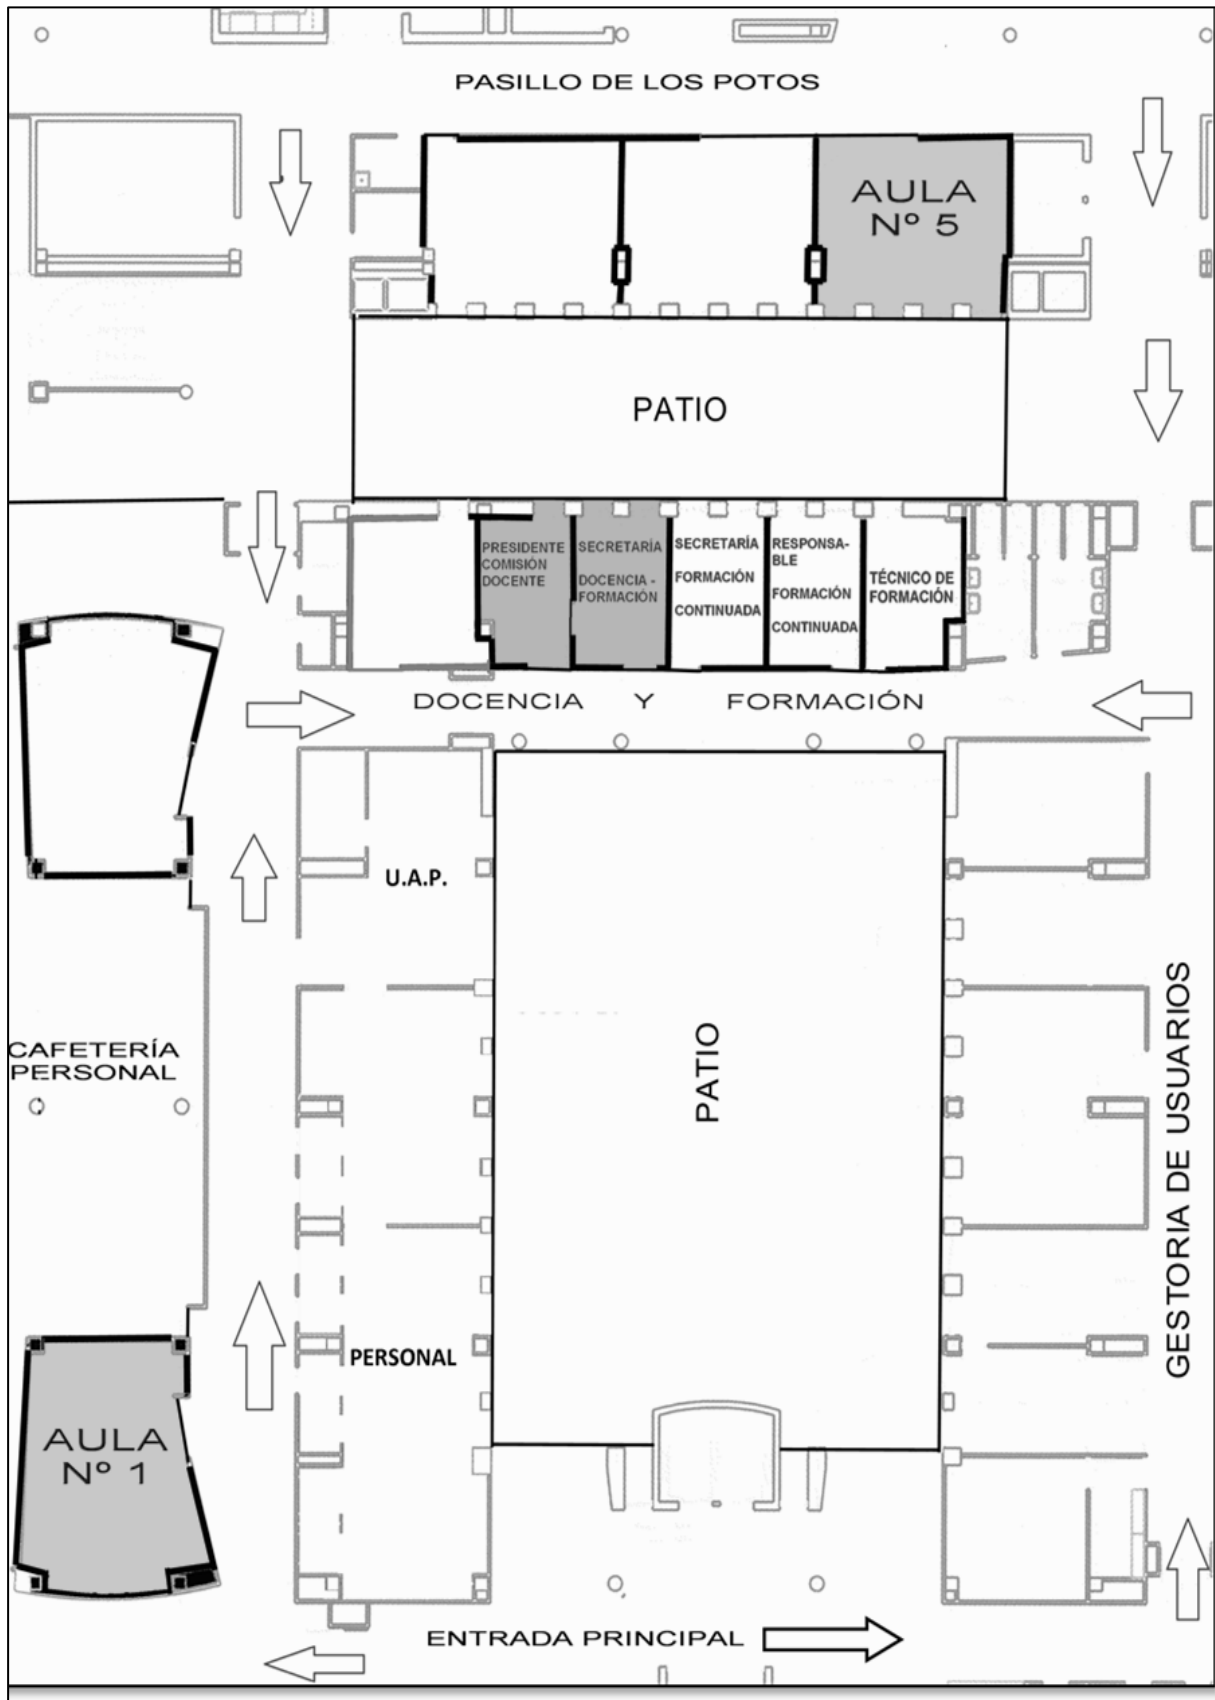 PASILLO DE LOS POTOS
AULA
Nº 5
PATIO
PRESIDENTE
COMISIÓN
DOCENTE
SECRETARÍA
DOCENCIA -
FORMACIÓN
SECRETARÍA
FORMACIÓN
CONTINUADA
RESPONSA-
BLE
FORMACIÓN
CONTINUADA
TÉCNICO DE
FORMACIÓN
DOCENCIA Y FORMACIÓN
U.A.P.
CAFETERÍA
PERSONAL
PATIO
GESTORIA DE USUARIOS
PERSONAL
AULA
Nº 1
ENTRADA PRINCIPAL